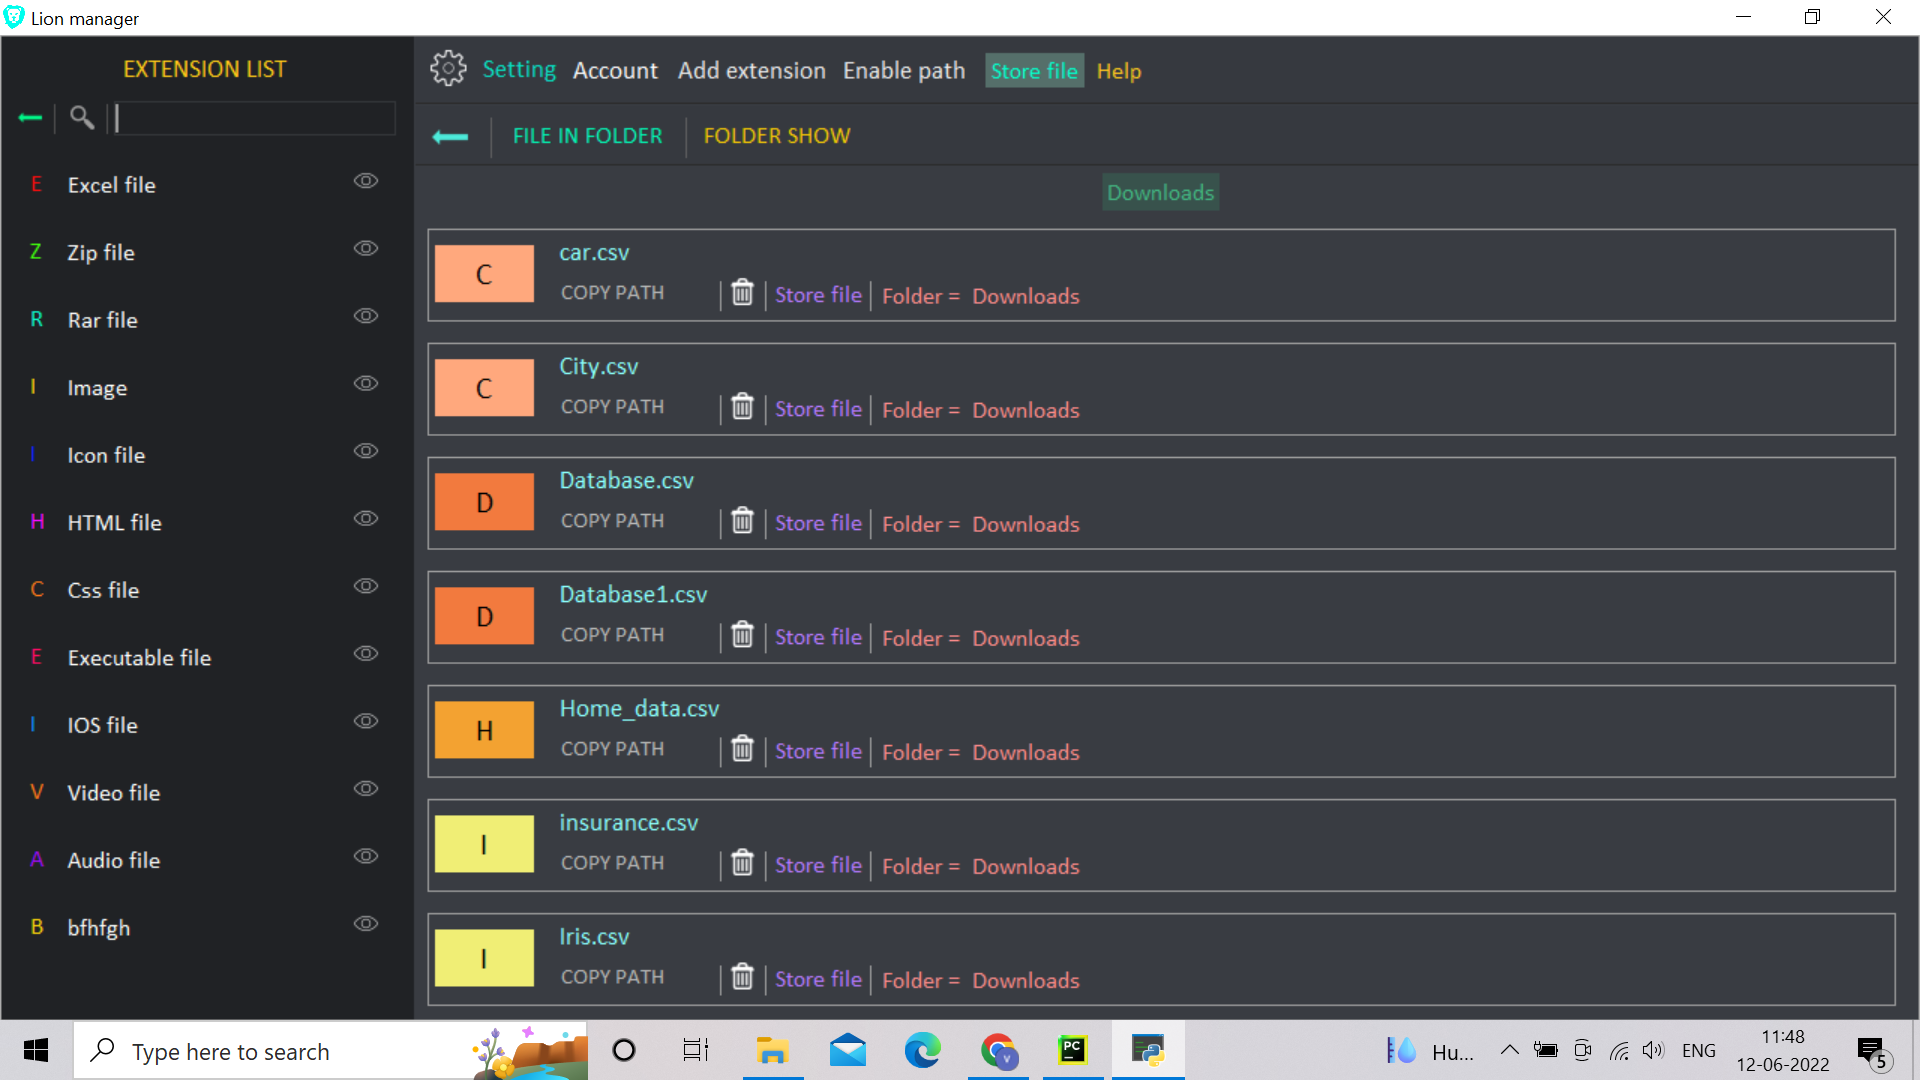 Lion manager
EXTENSION LIST
E Excel file
Z Zip file
R Rar file
I Image
I Icon file
H HTML file
C Css file
E Executable file
I IOS file
V Video file
A Audio file
B bfhfgh
Setting Account Add extension Enable path Store file Help
FILE IN FOLDER FOLDER SHOW
Downloads
C car.csv
COPY PATH Store file Folder = Downloads
C City.csv
COPY PATH Store file Folder = Downloads
D Database.csv
COPY PATH Store file Folder = Downloads
D Database1.csv
COPY PATH Store file Folder = Downloads
H Home_data.csv
COPY PATH Store file Folder = Downloads
I insurance.csv
COPY PATH Store file Folder = Downloads
I Iris.csv
COPY PATH Store file Folder = Downloads
Type here to search
v
PC
Hu...
ENG
11:48
12-06-2022
5